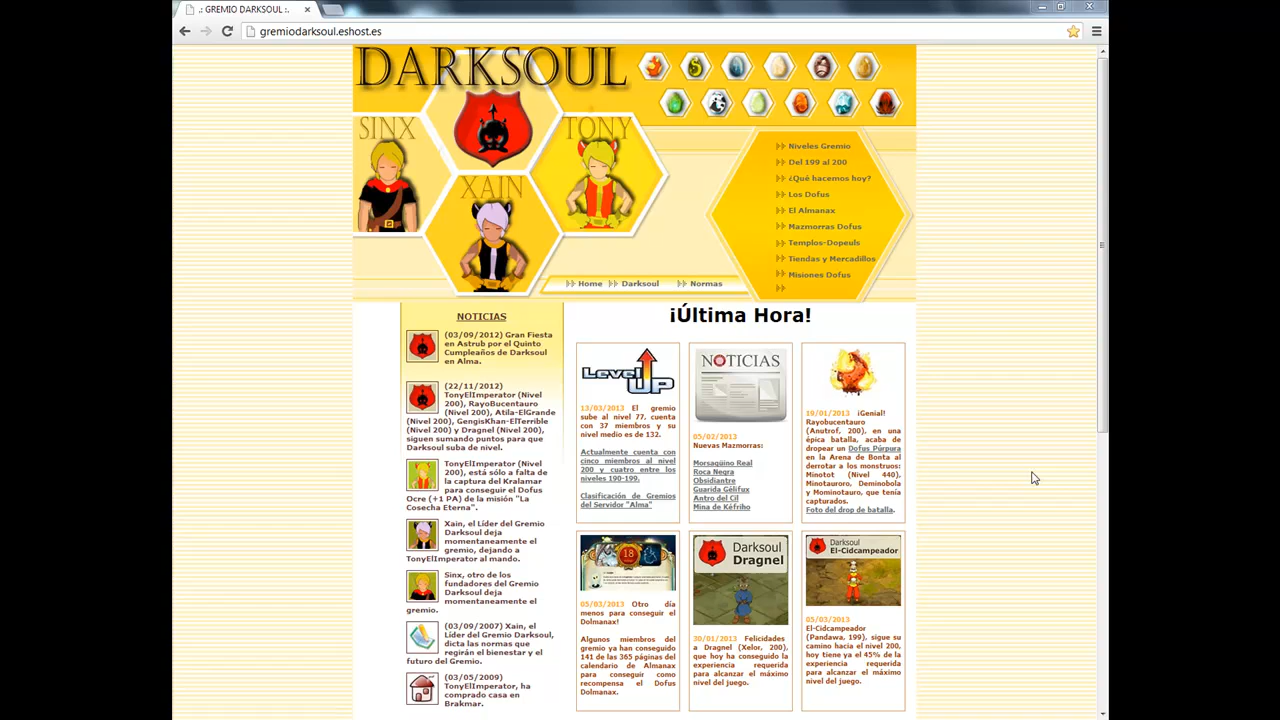 .: GREMIO DARKSOUL :.
gremiodarksoul.eshost.es
DARKSOUL
SINX
TONY
XAIN
Niveles Gremio
Del 199 al 200
¿Qué hacemos hoy?
Los Dofus
El Almanax
Mazmorras Dofus
Templos-Dopeuls
Tiendas y Mercadillos
Misiones Dofus
Home
Darksoul
Normas
NOTICIAS
(03/09/2012) Gran Fiesta
en Astrub por el Quinto
Cumpleaños de Darksoul
en Alma.
(22/11/2012)
TonyElImperator (Nivel
200), RayoBucentauro
(Nivel 200), Atila-ElGrande
(Nivel 200), GengisKhan-ElTerrible
(Nivel 200) y Dragnel (Nivel 200),
siguen sumando puntos para que
Darksoul suba de nivel.
TonyElImperator (Nivel
200), está sólo a falta de
la captura del Kralamar
para conseguir el Dofus
Ocre (+1 PA) de la misión "La
Cosecha Eterna".
Xain, el Líder del Gremio
Darksoul deja
momentaneamente el
gremio, dejando a
TonyElImperator al mando.
Sinx, otro de los
fundadores del Gremio
Darksoul deja
momentaneamente el
gremio.
(03/09/2007) Xain, el
Líder del Gremio Darksoul,
dicta las normas que
regirán el bienestar y el
futuro del Gremio.
(03/05/2009)
TonyElImperator, ha
comprado casa en
Brakmar.
¡Última Hora!
Level UP
13/03/2013 El gremio
sube al nivel 77, cuenta
con 37 miembros y su
nivel medio es de 132.
Actualmente cuenta con
cinco miembros al nivel
200 y cuatro entre los
niveles 190-199.
Clasificación de Gremios
del Servidor "Alma"
NOTICIAS
05/02/2013
Nuevas Mazmorras:
Morsagüino Real
Roca Negra
Obsidiantre
Guarida Gélifux
Antro del Cil
Mina de Kéfriho
19/01/2013 ¡Genial!
Rayobucentauro
(Anutrof, 200), en una
épica batalla, acaba de
dropear un Dofus Púrpura
en la Arena de Bonta al
derrotar a los monstruos:
Minotot (Nivel 440),
Minotauroro, Deminobola
y Mominotauro, que tenía
capturados.
Foto del drop de batalla.
18
05/03/2013 Otro día
menos para conseguir el
Dolmanax!
Algunos miembros del
gremio ya han conseguido
141 de las 365 páginas del
calendario de Almanax
para conseguir como
recompensa el Dofus
Dolmanax.
Darksoul
Dragnel
30/01/2013 Felicidades
a Dragnel (Xelor, 200),
que hoy ha conseguido la
experiencia requerida
para alcanzar el máximo
nivel del juego.
Darksoul
El-Cidcampeador
05/03/2013
El-Cidcampeador
(Pandawa, 199), sigue su
camino hacia el nivel 200,
hoy tiene ya el 45% de la
experiencia requerida
para alcanzar el máximo
nivel del juego.